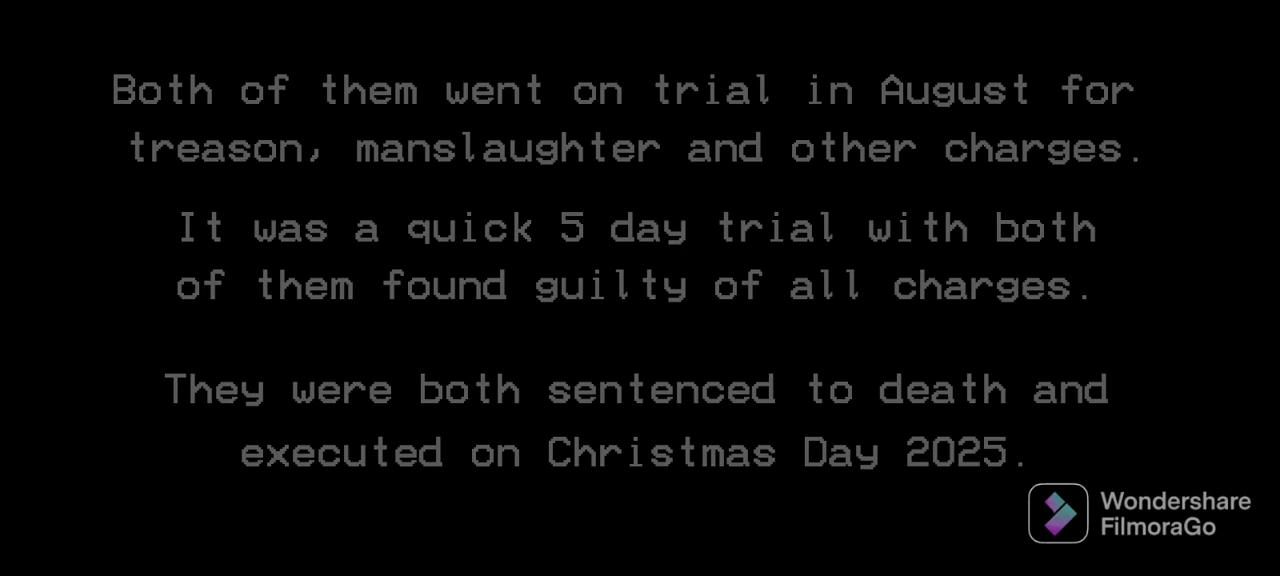 Both of them went on trial in August for
treason, manslaughter and other charges.
It was a quick 5 day trial with both
of them found guilty of all charges.
They were both sentenced to death and
executed on Christmas Day 2025.
Wondershare
FilmoraGo